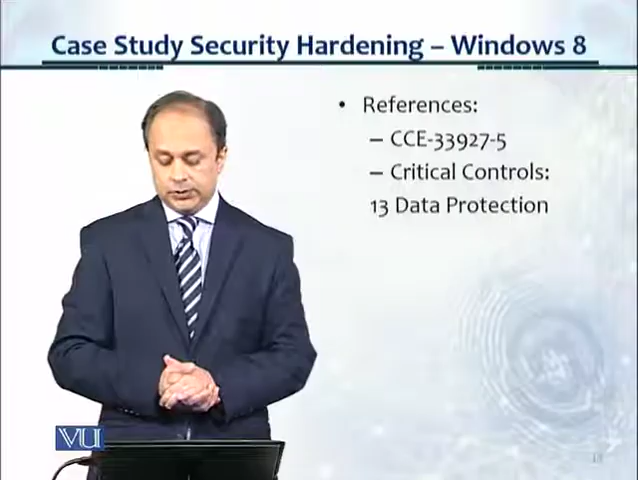 Case Study Security Hardening – Windows 8
• References:
– CCE-33927-5
– Critical Controls:
13 Data Protection
VU